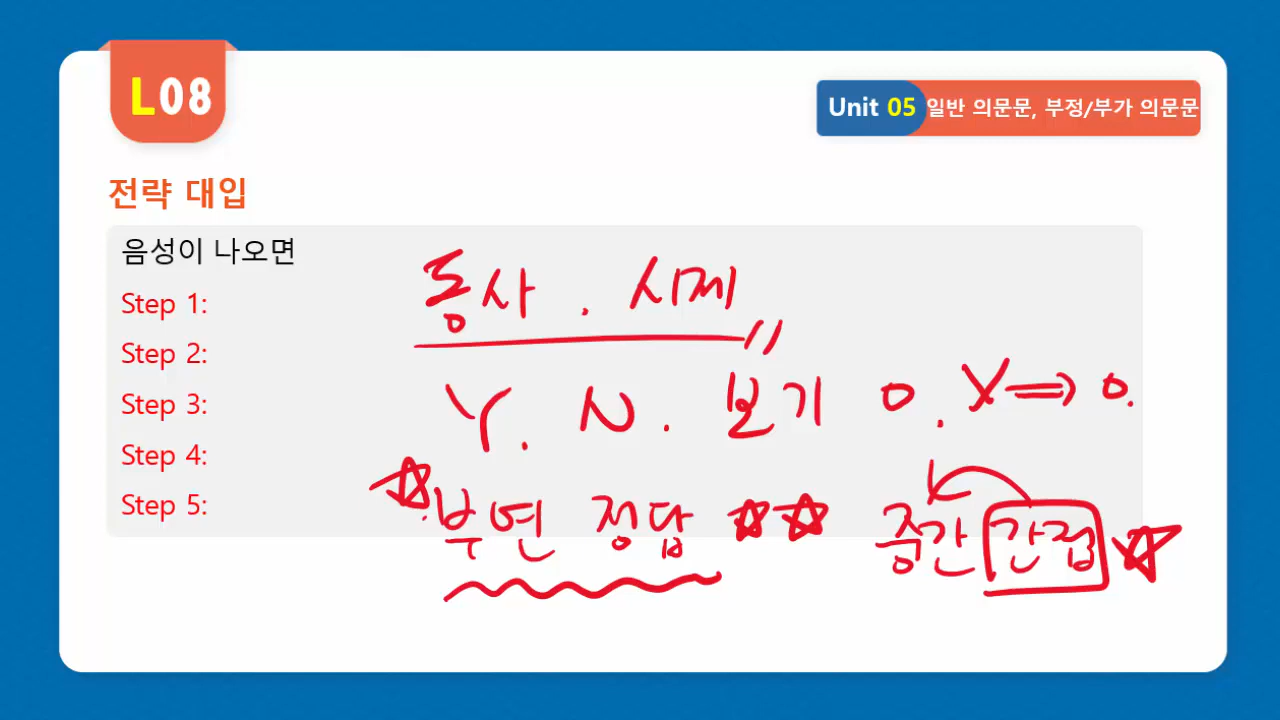 L08
Unit 05 일반 의문문, 부정/부가 의문문
전략 대입
음성이 나오면
Step 1:
동사 . 시제
Step 2:
Step 3:
Y. N. 보기 O. X ⇒ O.
Step 4:
Step 5:
☆부연 정답 ☆☆ 중간 간접 ☆